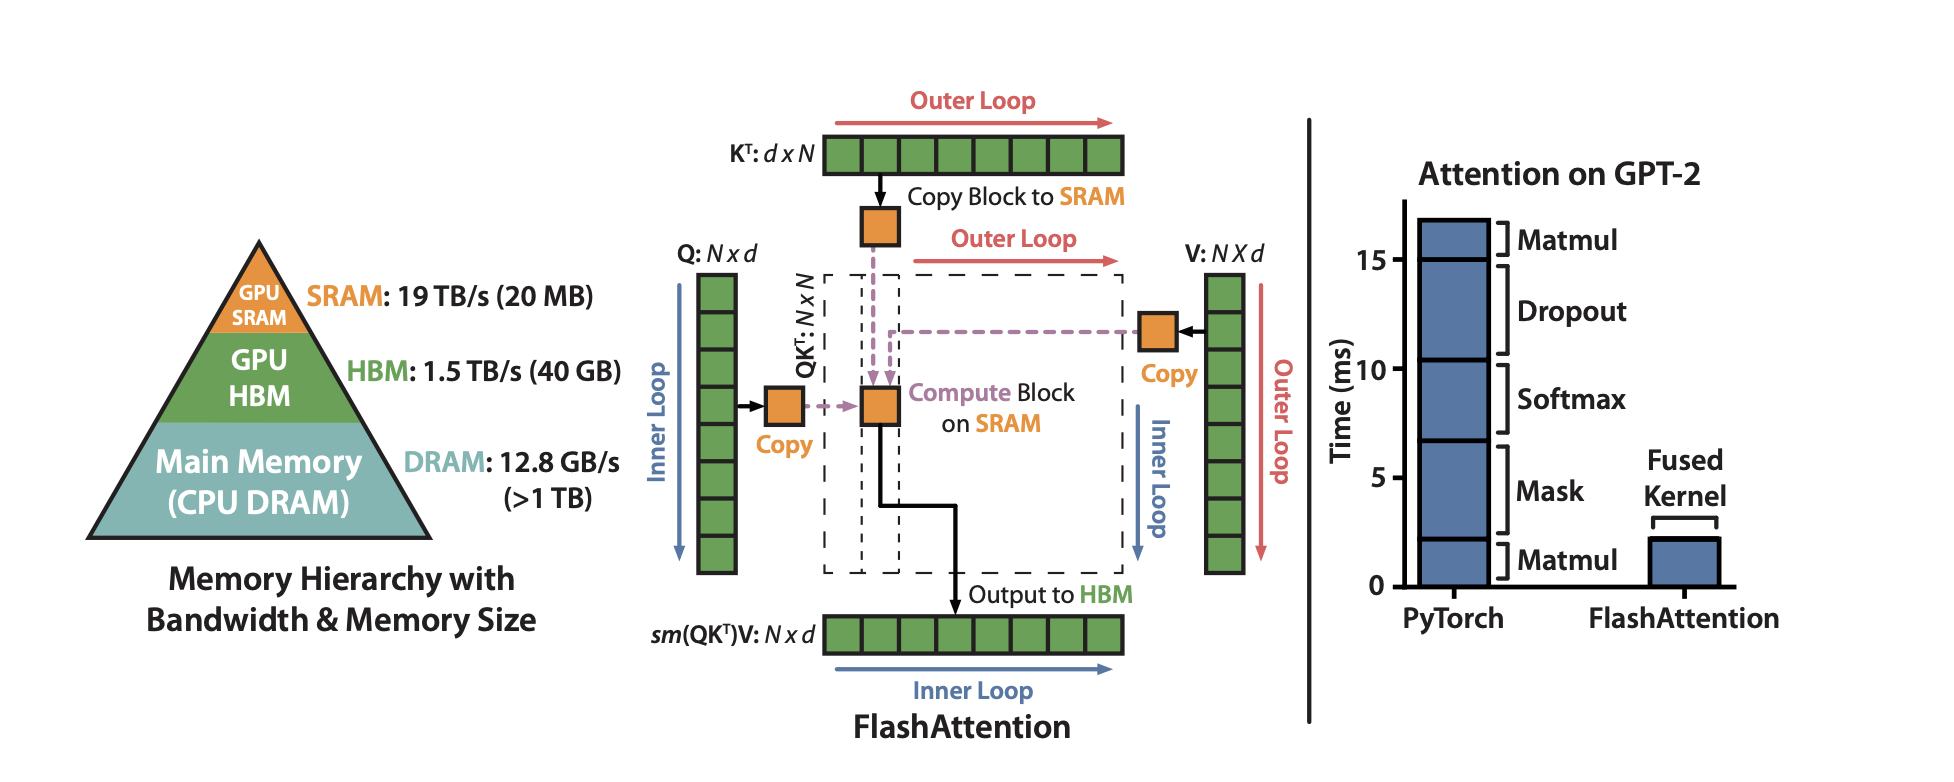 GPU
SRAM
SRAM: 19 TB/s (20 MB)
GPU
HBM
HBM: 1.5 TB/s (40 GB)
Main Memory
(CPU DRAM)
DRAM: 12.8 GB/s
(>1 TB)
Memory Hierarchy with
Bandwidth & Memory Size
Outer Loop
Kᵀ: d x N
Copy Block to SRAM
Outer Loop
Q: N x d
V: N X d
QKᵀ: N x N
Inner Loop
Copy
Compute Block
on SRAM
Copy
Inner Loop
Outer Loop
Output to HBM
sm(QKᵀ)V: N x d
Inner Loop
FlashAttention
Attention on GPT-2
Time (ms)
15
10
5
0
Matmul
Dropout
Softmax
Mask
Matmul
Fused
Kernel
PyTorch
FlashAttention